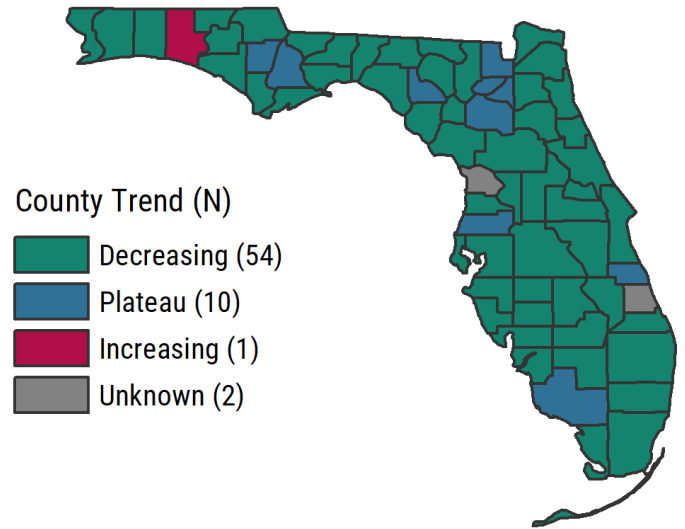 County Trend (N)
Decreasing (54)
Plateau (10)
Increasing (1)
Unknown (2)